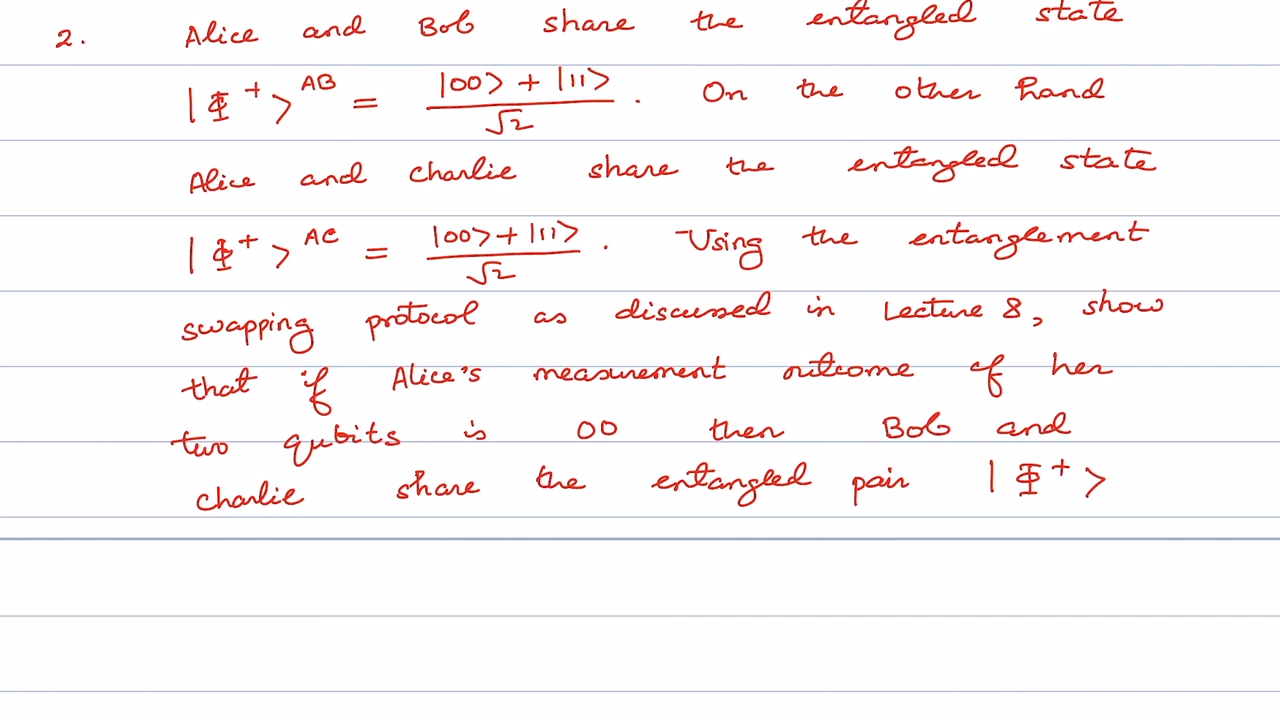 2. Alice and Bob share the entangled state
|Φ⁺>ᴬᴮ = |00> + |11> / √2 . On the other hand
Alice and Charlie share the entangled state
|Φ⁺>ᴬᶜ = |00> + |11> / √2 . Using the entanglement
swapping protocol as discussed in Lecture 8, show
that if Alice's measurement outcome of her
two qubits is 00 then Bob and
Charlie share the entangled pair |Φ⁺>